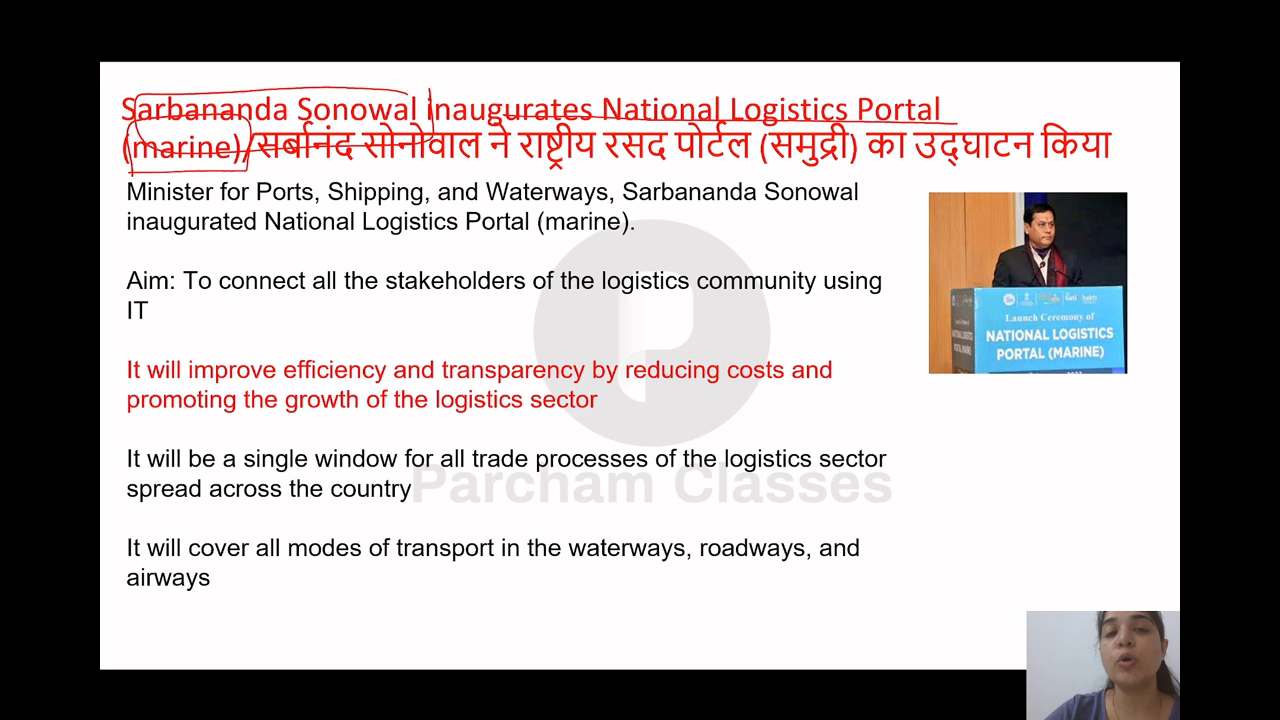 Sarbananda Sonowal inaugurates National Logistics Portal
(marine)/सर्बानंद सोनोवाल ने राष्ट्रीय रसद पोर्टल (समुद्री) का उद्घाटन किया
Minister for Ports, Shipping, and Waterways, Sarbananda Sonowal
inaugurated National Logistics Portal (marine).
Aim: To connect all the stakeholders of the logistics community using
IT
It will improve efficiency and transparency by reducing costs and
promoting the growth of the logistics sector
It will be a single window for all trade processes of the logistics sector
spread across the country
It will cover all modes of transport in the waterways, roadways, and
airways
Parcham Classes
Launch Ceremony of
NATIONAL LOGISTICS
PORTAL (MARINE)